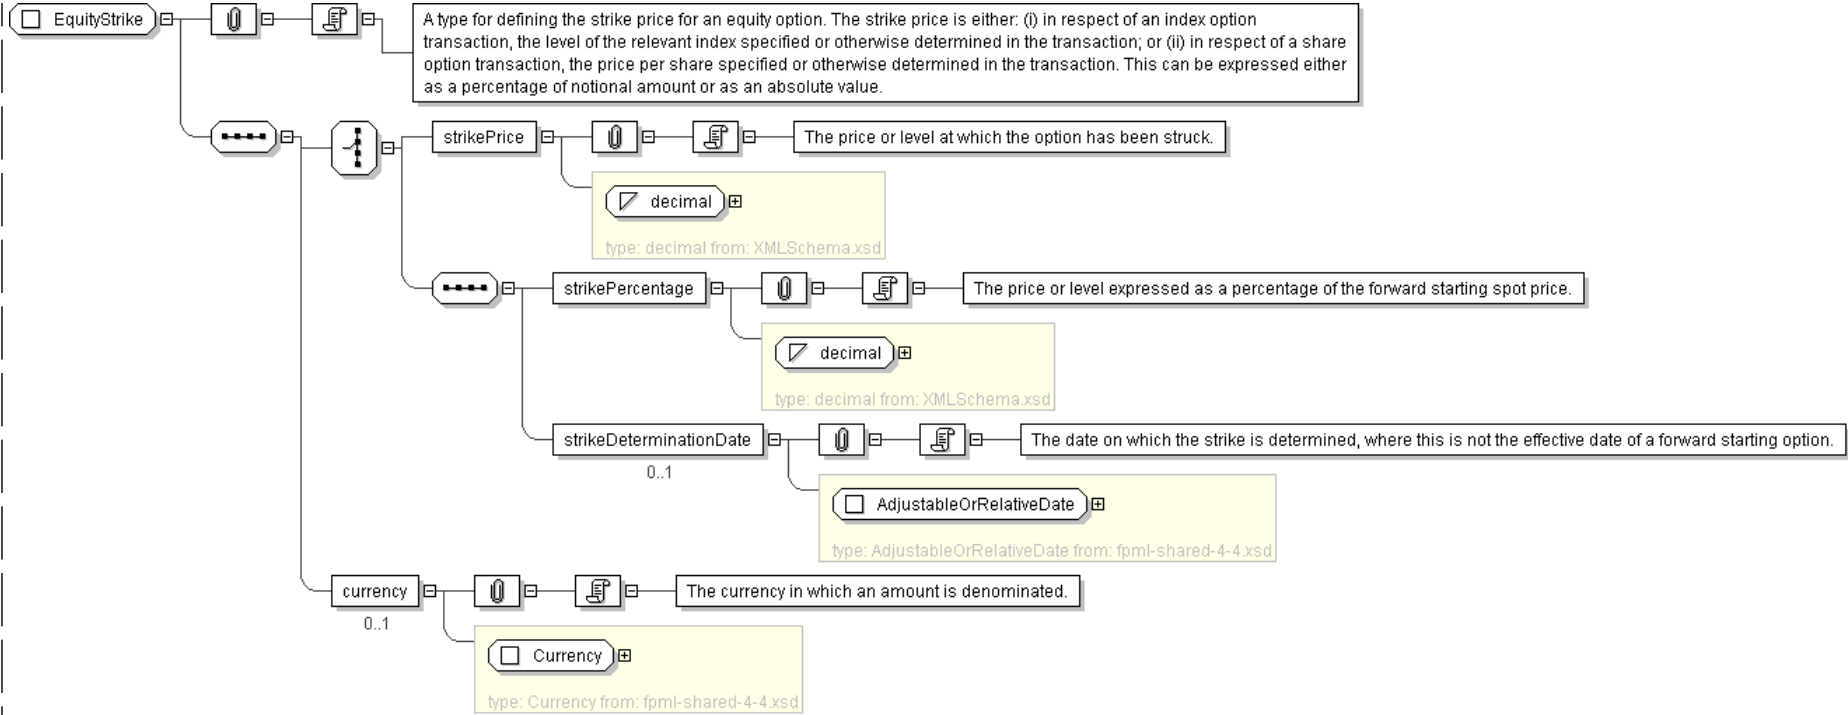 EquityStrike
A type for defining the strike price for an equity option. The strike price is either: (i) in respect of an index option
transaction, the level of the relevant index specified or otherwise determined in the transaction; or (ii) in respect of a share
option transaction, the price per share specified or otherwise determined in the transaction. This can be expressed either
as a percentage of notional amount or as an absolute value.
strikePrice
The price or level at which the option has been struck.
decimal
type: decimal from: XMLSchema.xsd
strikePercentage
The price or level expressed as a percentage of the forward starting spot price.
decimal
type: decimal from: XMLSchema.xsd
strikeDeterminationDate
The date on which the strike is determined, where this is not the effective date of a forward starting option.
0..1
AdjustableOrRelativeDate
type: AdjustableOrRelativeDate from: fpml-shared-4-4.xsd
currency
The currency in which an amount is denominated.
0..1
Currency
type: Currency from: fpml-shared-4-4.xsd